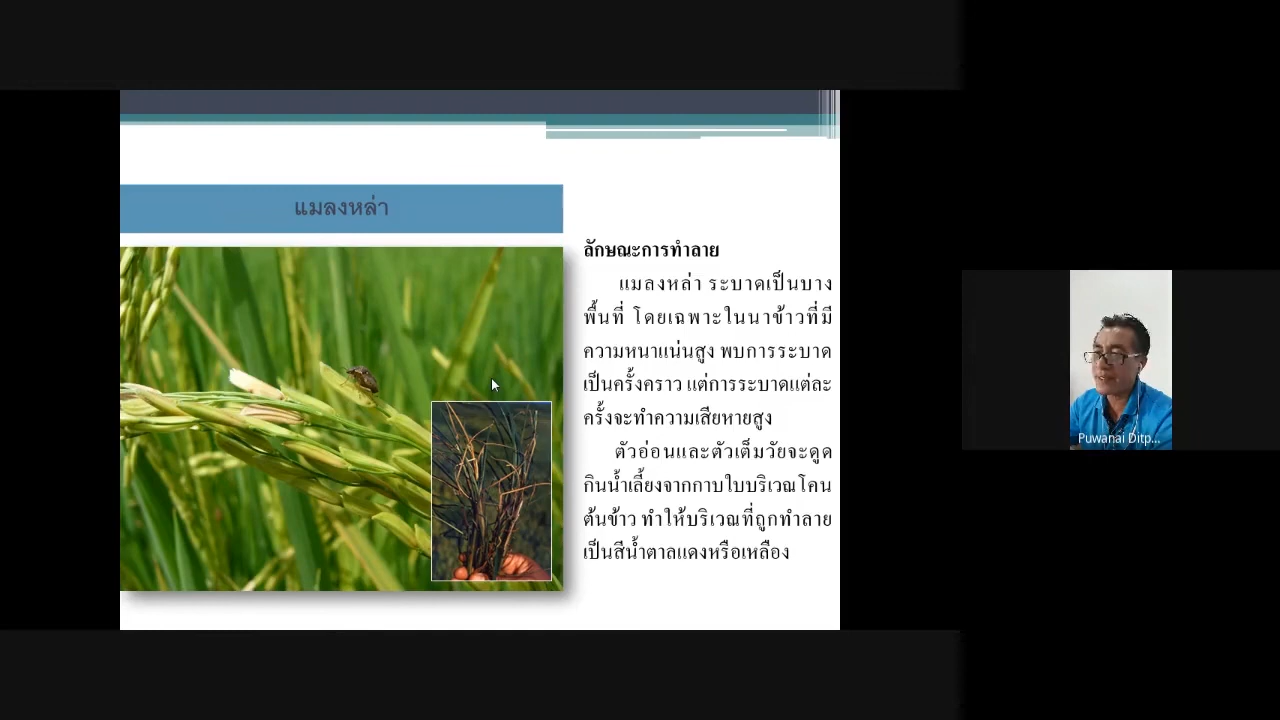 แมลงหล่า
ลักษณะการทำลาย
แมลงหล่า ระบาดเป็นบาง
พื้นที่ โดยเฉพาะในนาข้าวที่มี
ความหนาแน่นสูง พบการระบาด
เป็นครั้งคราว แต่การระบาดแต่ละ
ครั้งจะทำความเสียหายสูง
ตัวอ่อนและตัวเต็มวัยจะดูด
กินน้ำเลี้ยงจากกาบใบบริเวณโคน
ต้นข้าว ทำให้บริเวณที่ถูกทำลาย
เป็นสีน้ำตาลแดงหรือเหลือง
Puwanai Ditp...